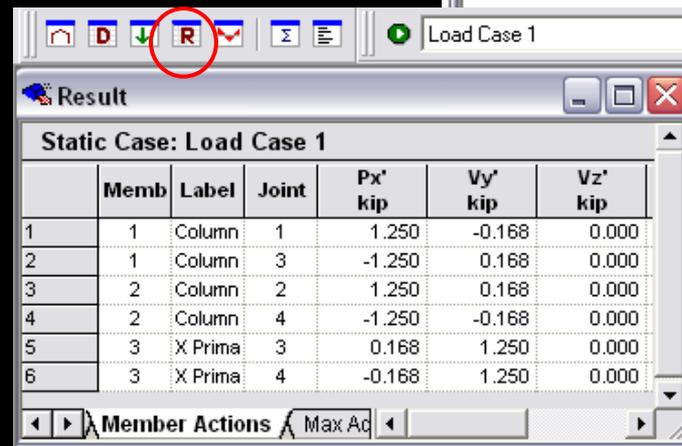 D R Σ Load Case 1
Result
Static Case: Load Case 1
Memb Label Joint Px' kip Vy' kip Vz' kip
1 1 Column 1 1.250 -0.168 0.000
2 1 Column 3 -1.250 0.168 0.000
3 2 Column 2 1.250 0.168 0.000
4 2 Column 4 -1.250 -0.168 0.000
5 3 X Prima 3 0.168 1.250 0.000
6 3 X Prima 4 -0.168 1.250 0.000
Member Actions Max Ac